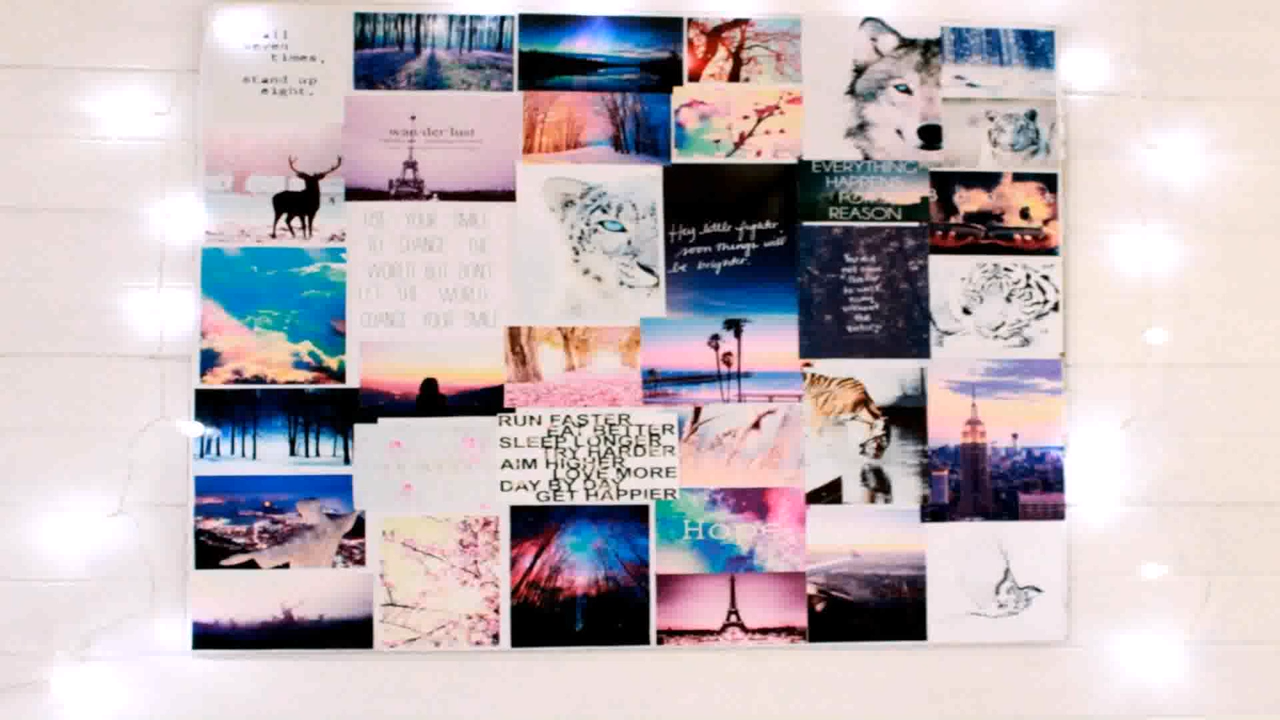 all
seven
times,
stand up
eight.
wanderlust
EVERYTHING
HAPPENS
FOR A
REASON
USE YOUR SMILE
TO CHANGE THE
WORLD BUT DON'T
LET THE WORLD
CHANGE YOUR SMILE
Hey little fighter,
soon things will
be brighter.
RUN FASTER
EAT BETTER
SLEEP LONGER
TRY HARDER
AIM HIGHER
LOVE MORE
DAY BY DAY
GET HAPPIER
Hope